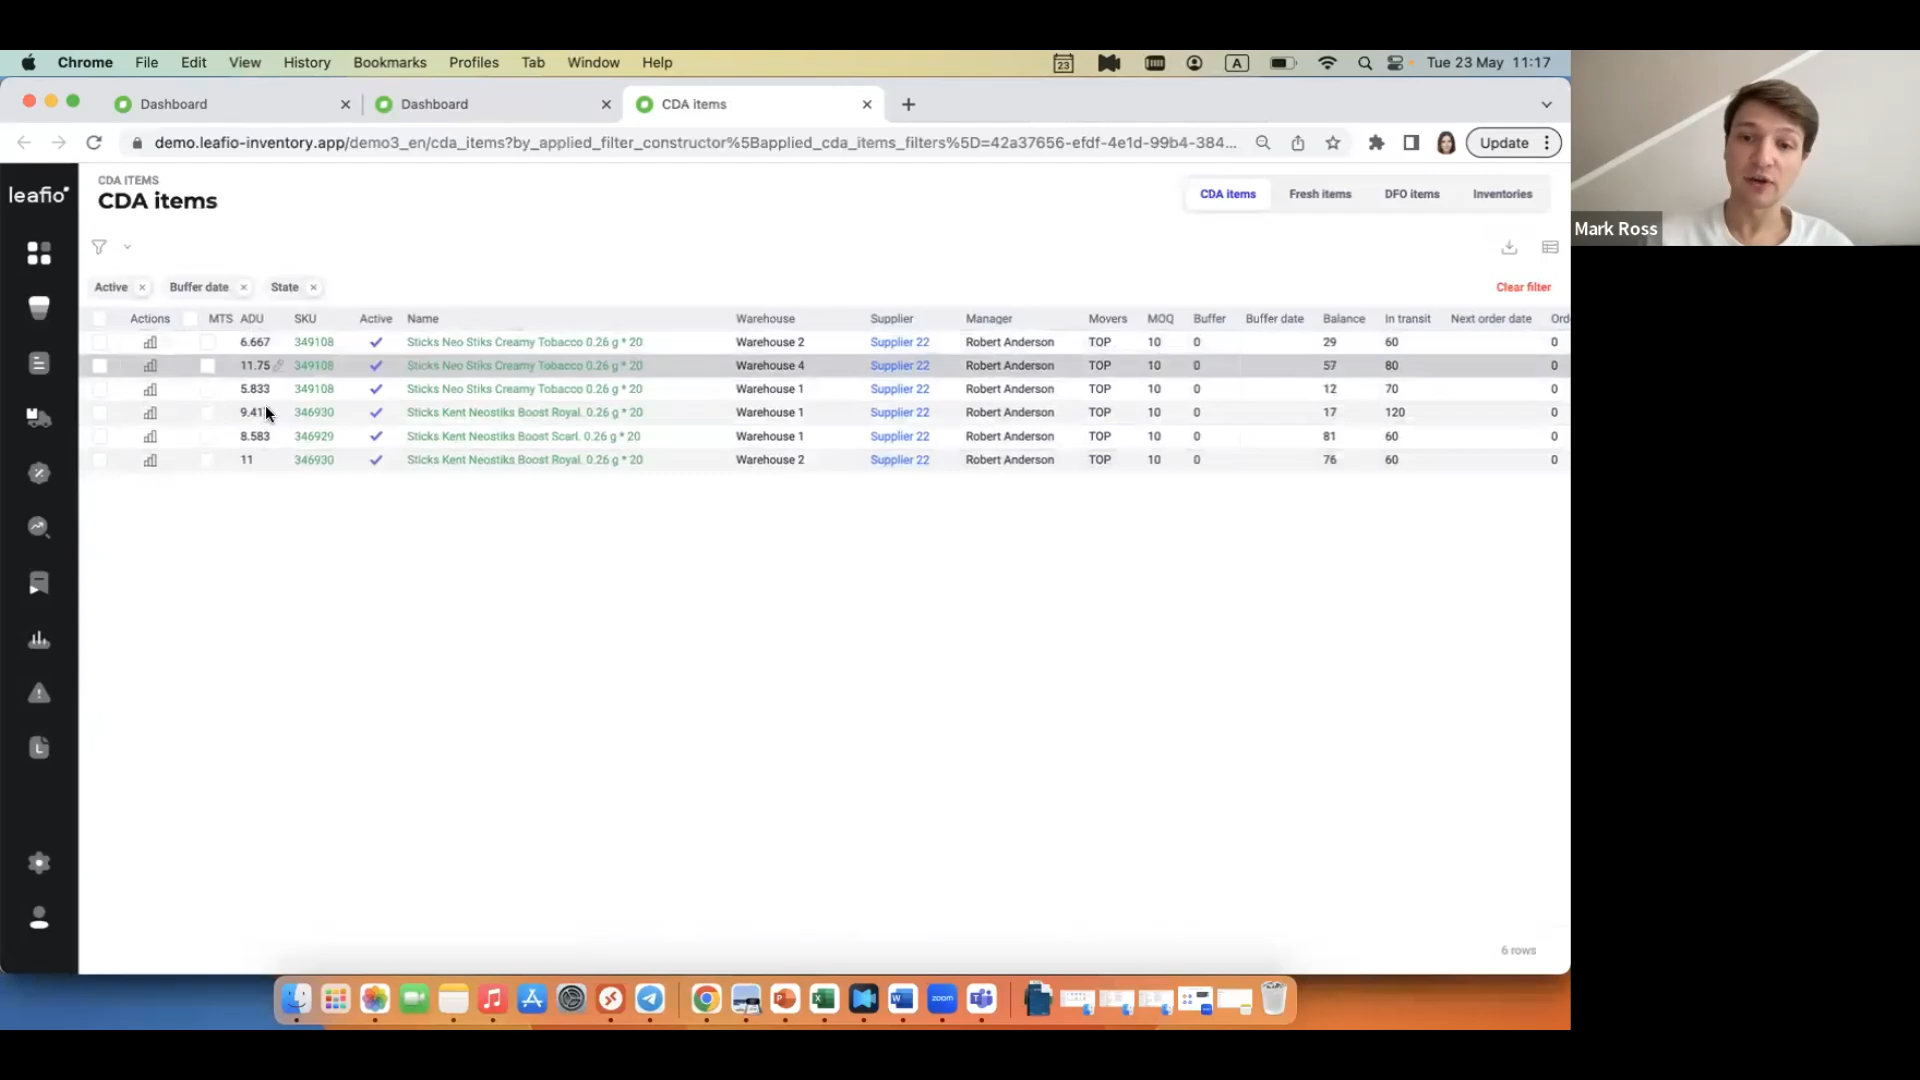 Chrome File Edit View History Bookmarks Profiles Tab Window Help 23 A Tue 23 May 11:17
Dashboard Dashboard CDA items
demo.leafio-inventory.app/demo3_en/cda_items?by_applied_filter_constructor%5Bapplied_cda_items_filters%5D=42a37656-efdf-4e1d-99b4-384... Update
leafio
CDA ITEMS
CDA items
CDA items Fresh items DFO items Inventories
Mark Ross
Active Buffer date State Clear filter
Actions MTS ADU SKU Active Name Warehouse Supplier Manager Movers MOQ Buffer Buffer date Balance In transit Next order date Ord
6.667 349108 Sticks Neo Stiks Creamy Tobacco 0.26 g * 20 Warehouse 2 Supplier 22 Robert Anderson TOP 10 0 29 60 0
11.75 349108 Sticks Neo Stiks Creamy Tobacco 0.26 g * 20 Warehouse 4 Supplier 22 Robert Anderson TOP 10 0 57 80 0
5.833 349108 Sticks Neo Stiks Creamy Tobacco 0.26 g * 20 Warehouse 1 Supplier 22 Robert Anderson TOP 10 0 12 70 0
9.41 346930 Sticks Kent Neostiks Boost Royal. 0.26 g * 20 Warehouse 1 Supplier 22 Robert Anderson TOP 10 0 17 120 0
8.583 346929 Sticks Kent Neostiks Boost Scarl. 0.26 g * 20 Warehouse 1 Supplier 22 Robert Anderson TOP 10 0 81 60 0
11 346930 Sticks Kent Neostiks Boost Royal. 0.26 g * 20 Warehouse 2 Supplier 22 Robert Anderson TOP 10 0 76 60 0
6 rows
zoom